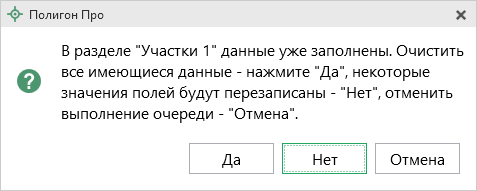 Полигон Про
В разделе "Участки 1" данные уже заполнены. Очистить
все имеющиеся данные - нажмите "Да", некоторые
значения полей будут перезаписаны - "Нет", отменить
выполнение очереди - "Отмена".
Да Нет Отмена